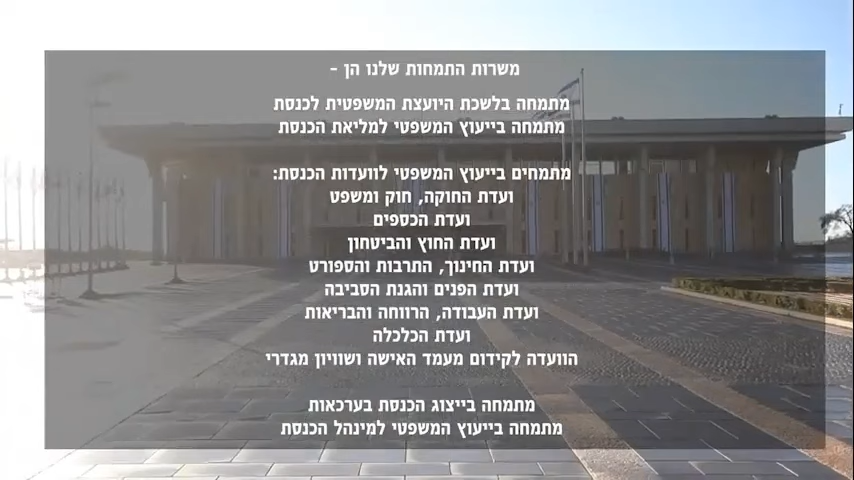 משרות התמחות שלנו הן -
מתמחה בלשכת היועצת המשפטית לכנסת
מתמחה בייעוץ המשפטי למליאת הכנסת
מתמחים בייעוץ המשפטי לוועדות הכנסת:
ועדת החוקה, חוק ומשפט
ועדת הכספים
ועדת החוץ והביטחון
ועדת החינוך, התרבות והספורט
ועדת הפנים והגנת הסביבה
ועדת העבודה, הרווחה והבריאות
ועדת הכלכלה
הוועדה לקידום מעמד האישה ושוויון מגדרי
מתמחה בייצוג הכנסת בערכאות
מתמחה בייעוץ המשפטי למינהל הכנסת